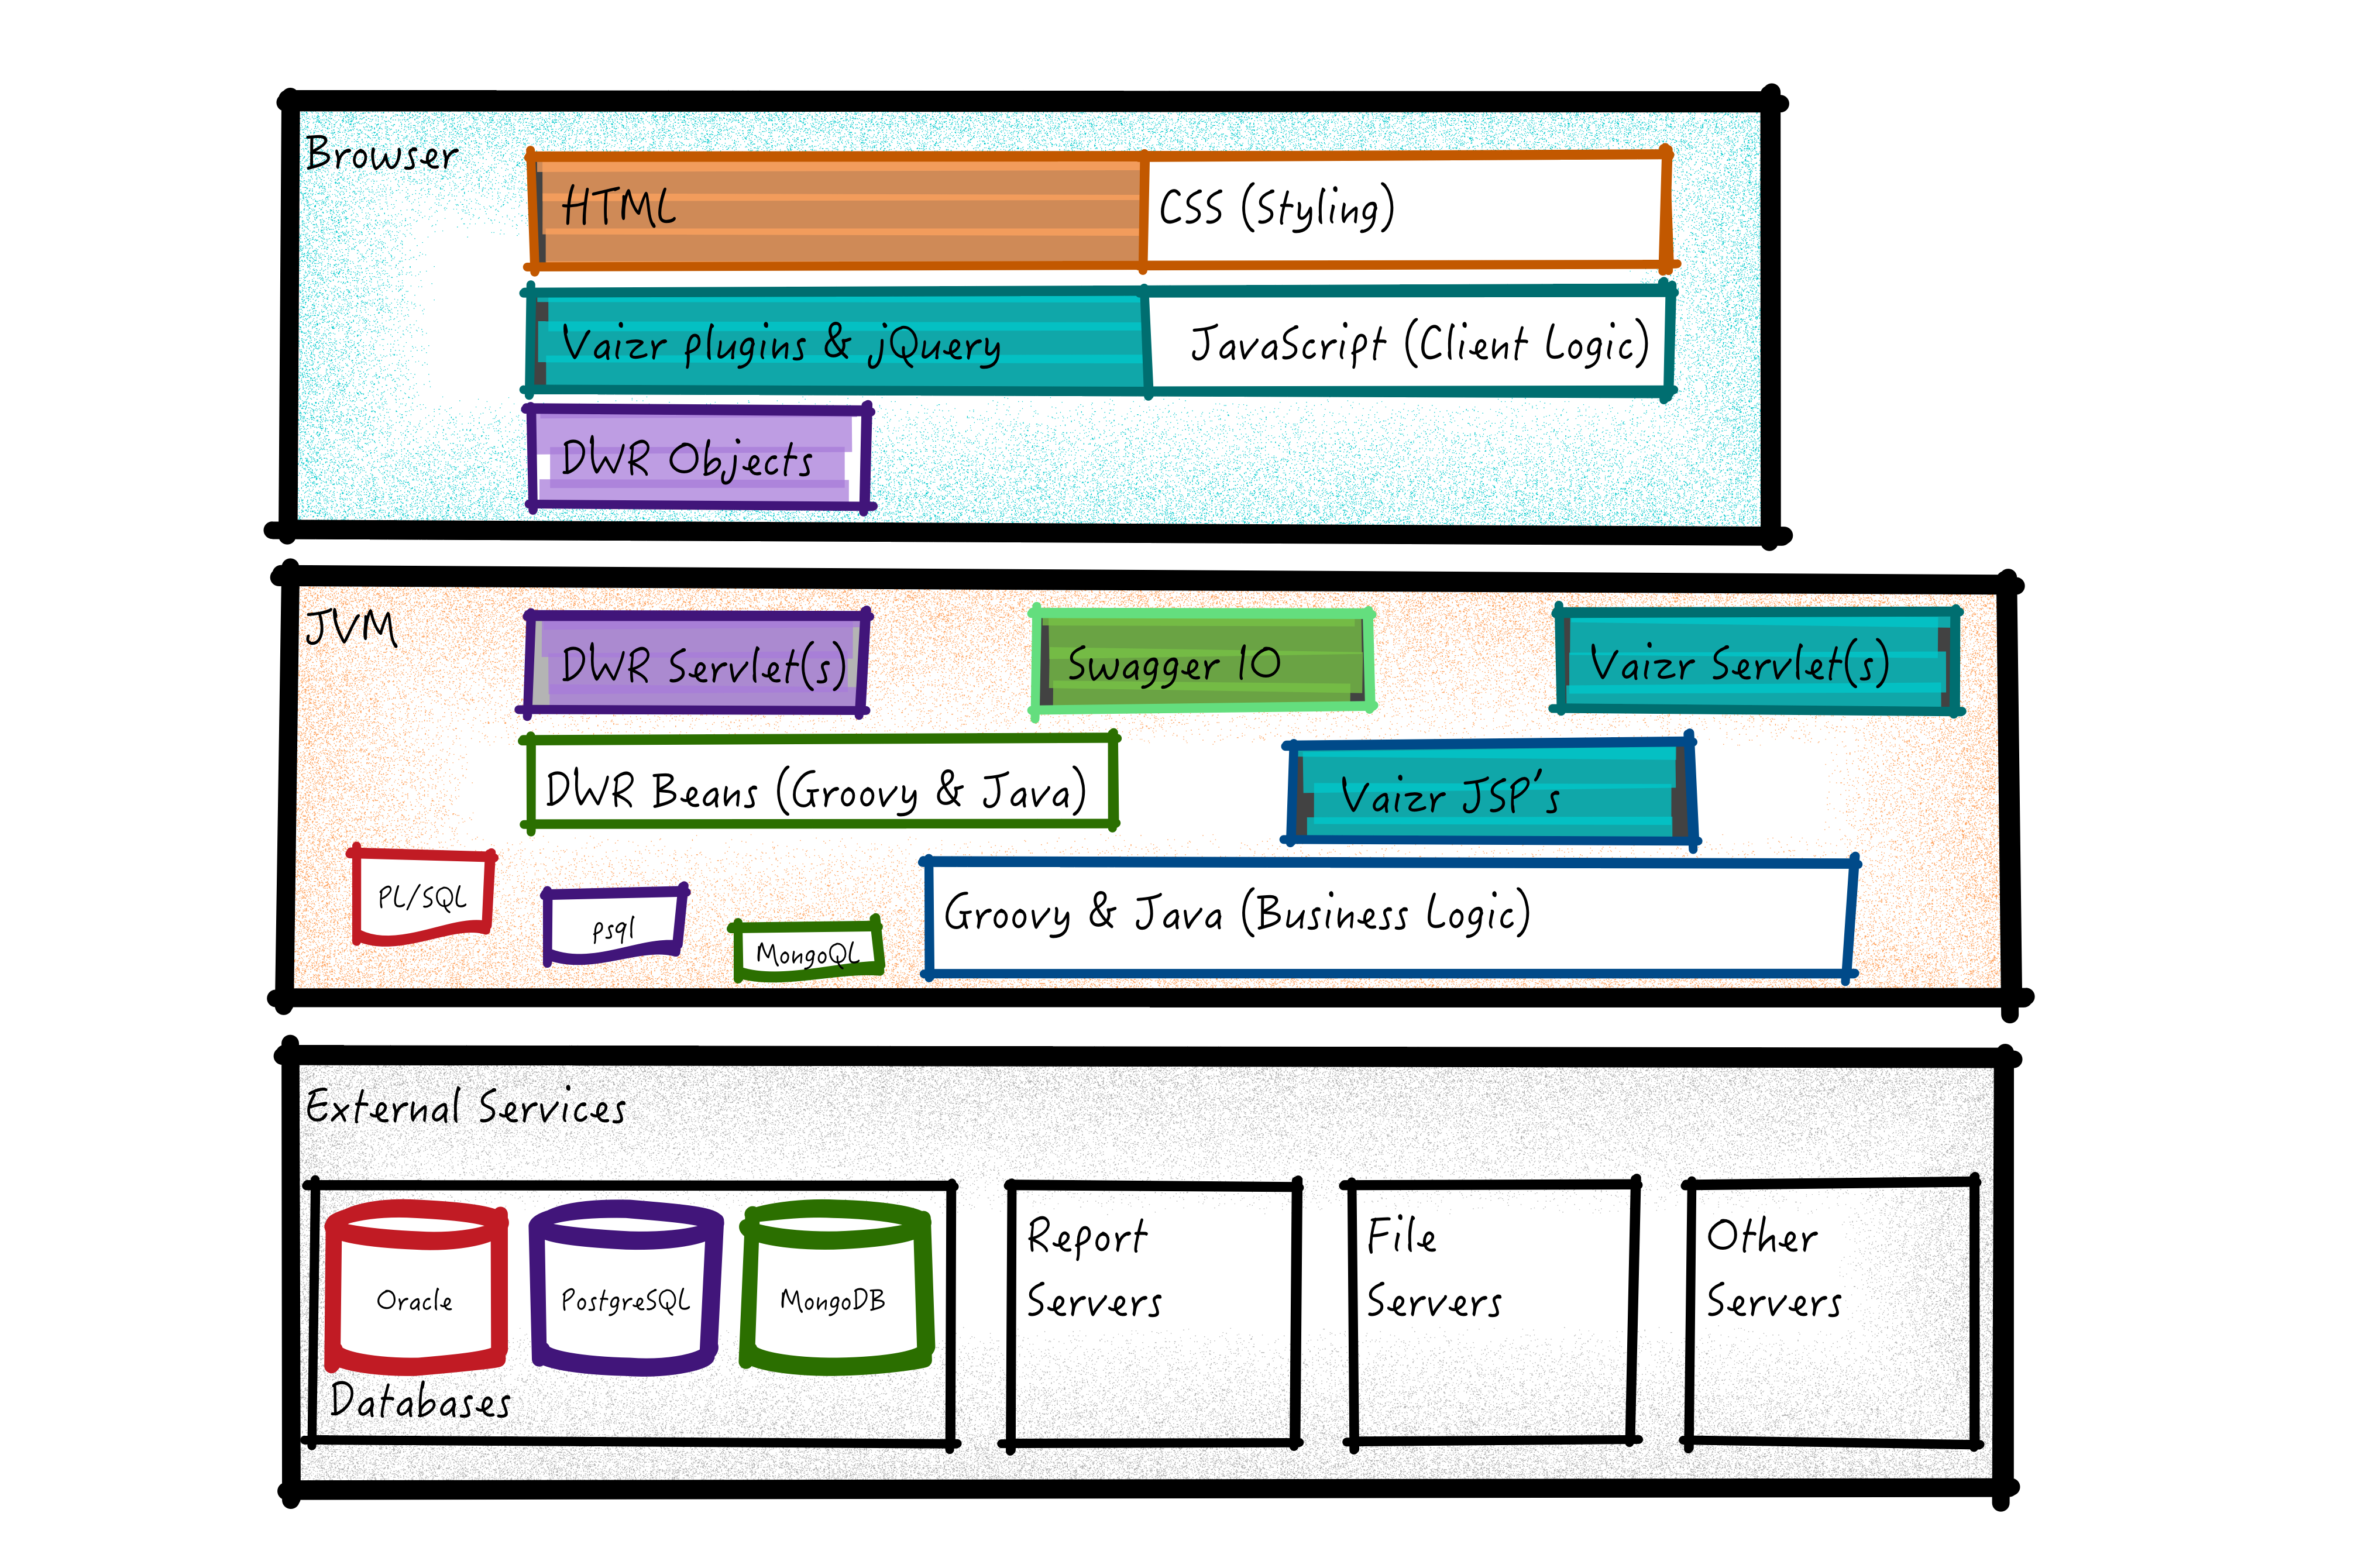 Browser
HTML
CSS (Styling)
Vaizr plugins & jQuery
JavaScript (Client Logic)
DWR Objects
JVM
DWR Servlet(s)
Swagger IO
Vaizr Servlet(s)
DWR Beans (Groovy & Java)
Vaizr JSP's
PL/SQL
psql
MongoQL
Groovy & Java (Business Logic)
External Services
Oracle
PostgreSQL
MongoDB
Databases
Report
Servers
File
Servers
Other
Servers